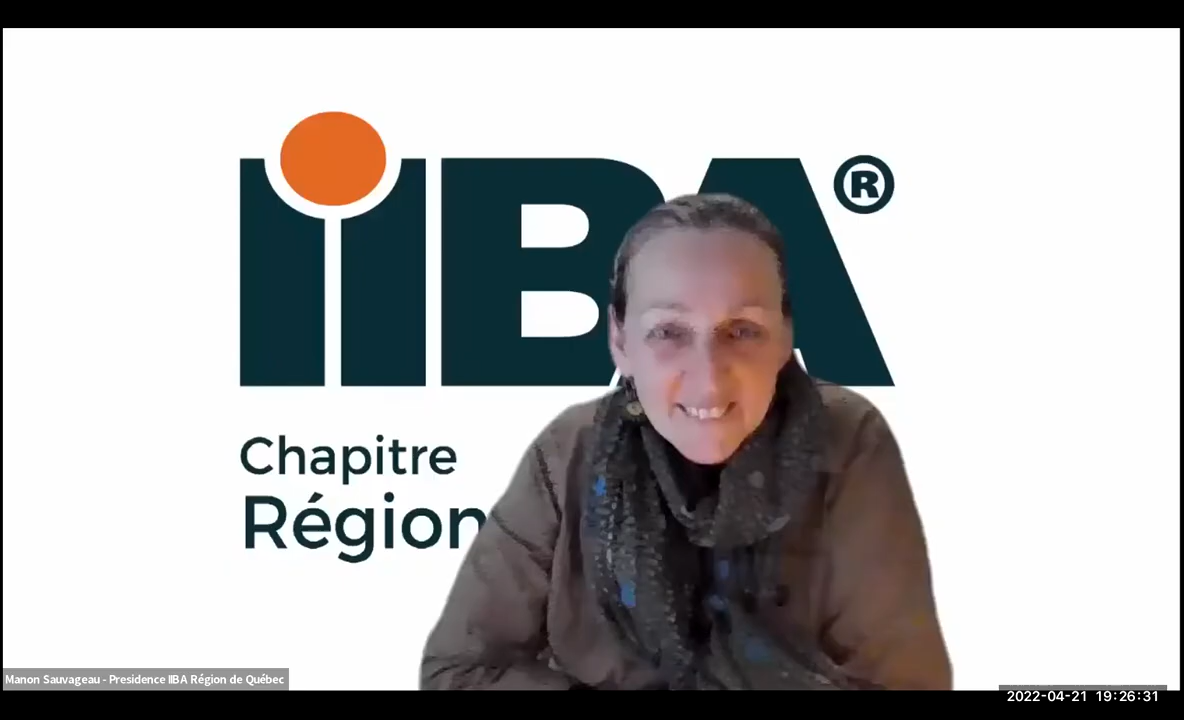 iiBA®
Chapitre
Région
Manon Sauvageau - Presidence IIBA Région de Québec
2022-04-21 19:26:31